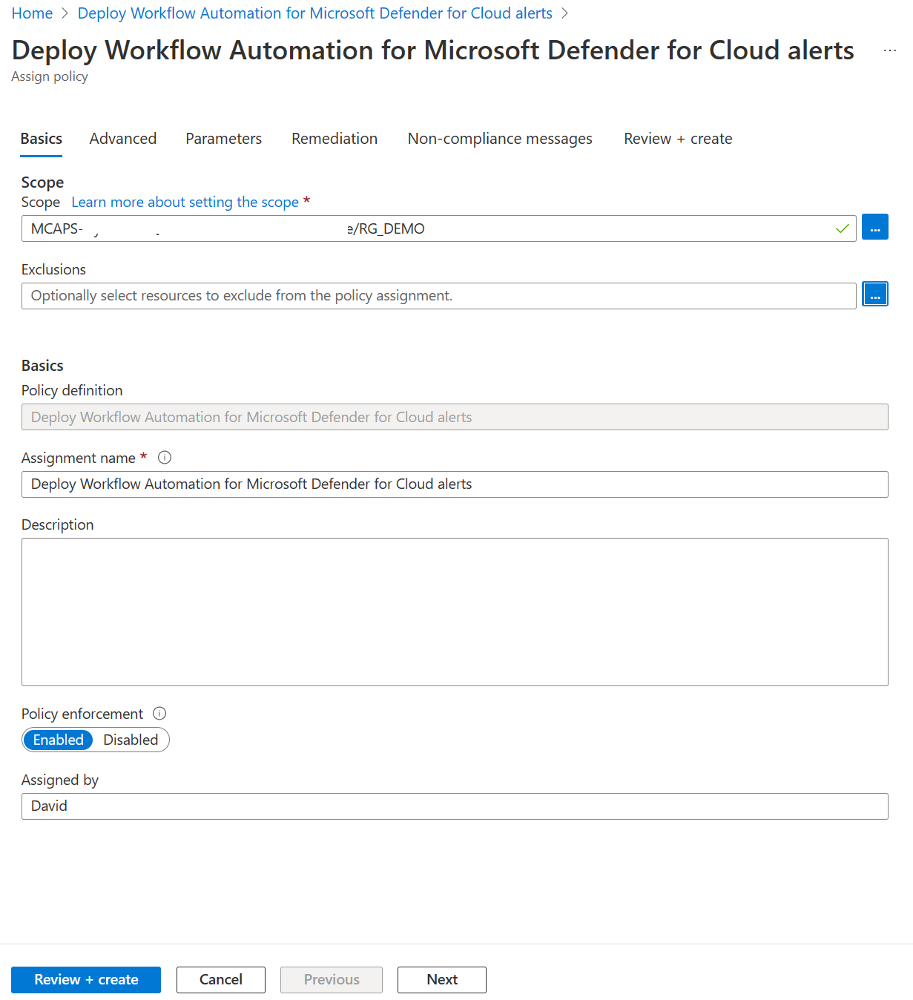 Home > Deploy Workflow Automation for Microsoft Defender for Cloud alerts >
Deploy Workflow Automation for Microsoft Defender for Cloud alerts ...
Assign policy
Basics Advanced Parameters Remediation Non-compliance messages Review + create
Scope
Scope Learn more about setting the scope *
MCAPS- e/RG_DEMO
...
Exclusions
Optionally select resources to exclude from the policy assignment.
...
Basics
Policy definition
Deploy Workflow Automation for Microsoft Defender for Cloud alerts
Assignment name *
Deploy Workflow Automation for Microsoft Defender for Cloud alerts
Description
Policy enforcement
Enabled Disabled
Assigned by
David
Review + create Cancel Previous Next